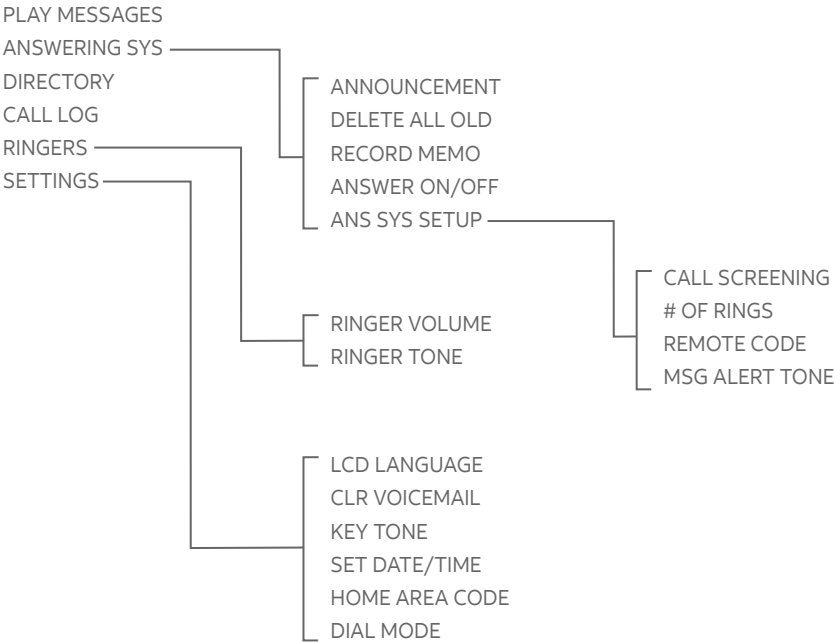 PLAY MESSAGES
ANSWERING SYS
DIRECTORY
CALL LOG
RINGERS
SETTINGS
ANNOUNCEMENT
DELETE ALL OLD
RECORD MEMO
ANSWER ON/OFF
ANS SYS SETUP
CALL SCREENING
# OF RINGS
REMOTE CODE
MSG ALERT TONE
RINGER VOLUME
RINGER TONE
LCD LANGUAGE
CLR VOICEMAIL
KEY TONE
SET DATE/TIME
HOME AREA CODE
DIAL MODE